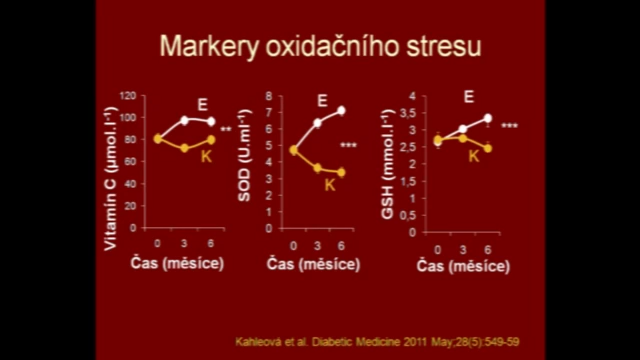 Markery oxidačního stresu
Vitamín C (µmol.l-1)
120
100
80
60
40
20
0
E
**
K
0 3 6
Čas (měsíce)
SOD (U.ml-1)
8
7
6
5
4
3
2
1
0
E
***
K
0 3 6
Čas (měsíce)
GSH (mmol.l-1)
4
3,5
3
2,5
2
1,5
1
0,5
0
E
***
K
0 3 6
Čas (měsíce)
Kahleová et al. Diabetic Medicine 2011 May;28(5):549-59